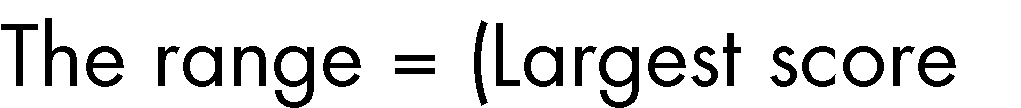 The range = (Largest score